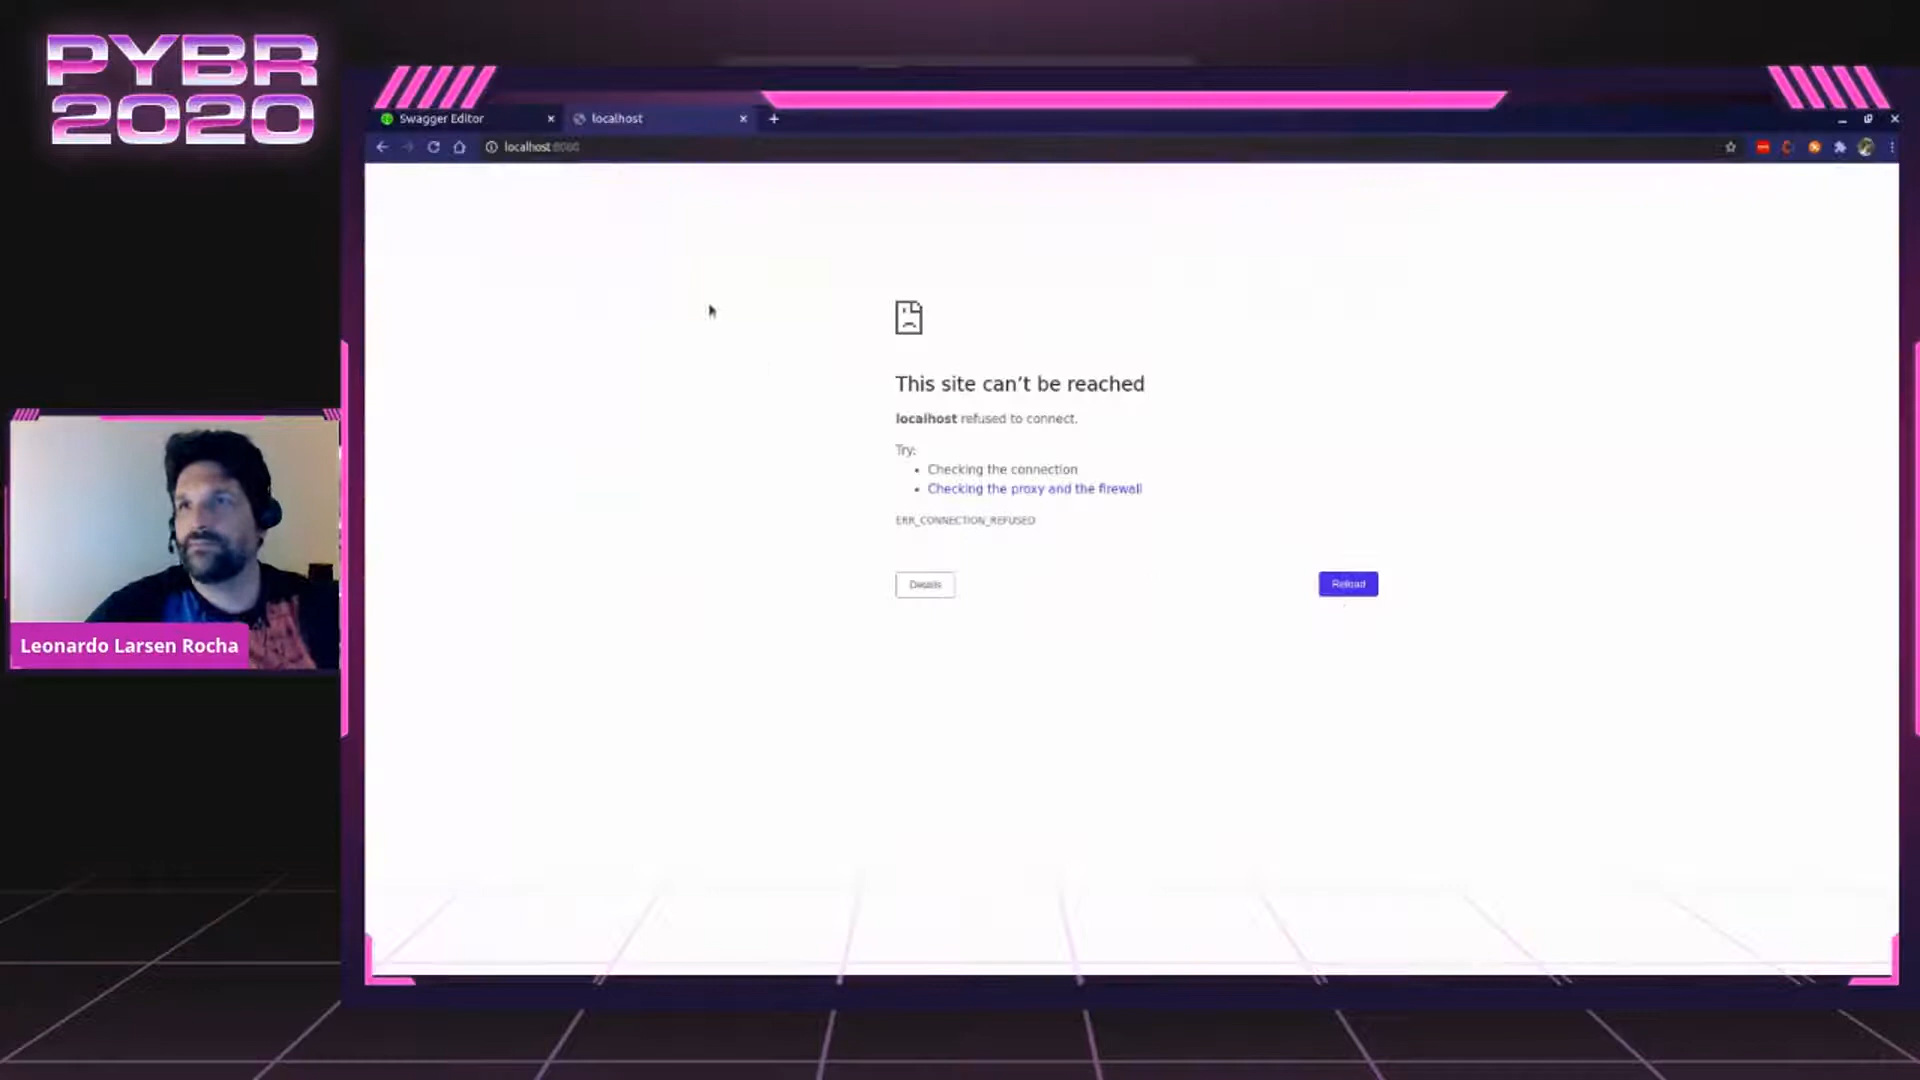 PYBR
2020
Swagger Editor
localhost
localhost:8080
This site can’t be reached
localhost refused to connect.
Try:
Checking the connection
Checking the proxy and the firewall
ERR_CONNECTION_REFUSED
Details
Reload
Leonardo Larsen Rocha